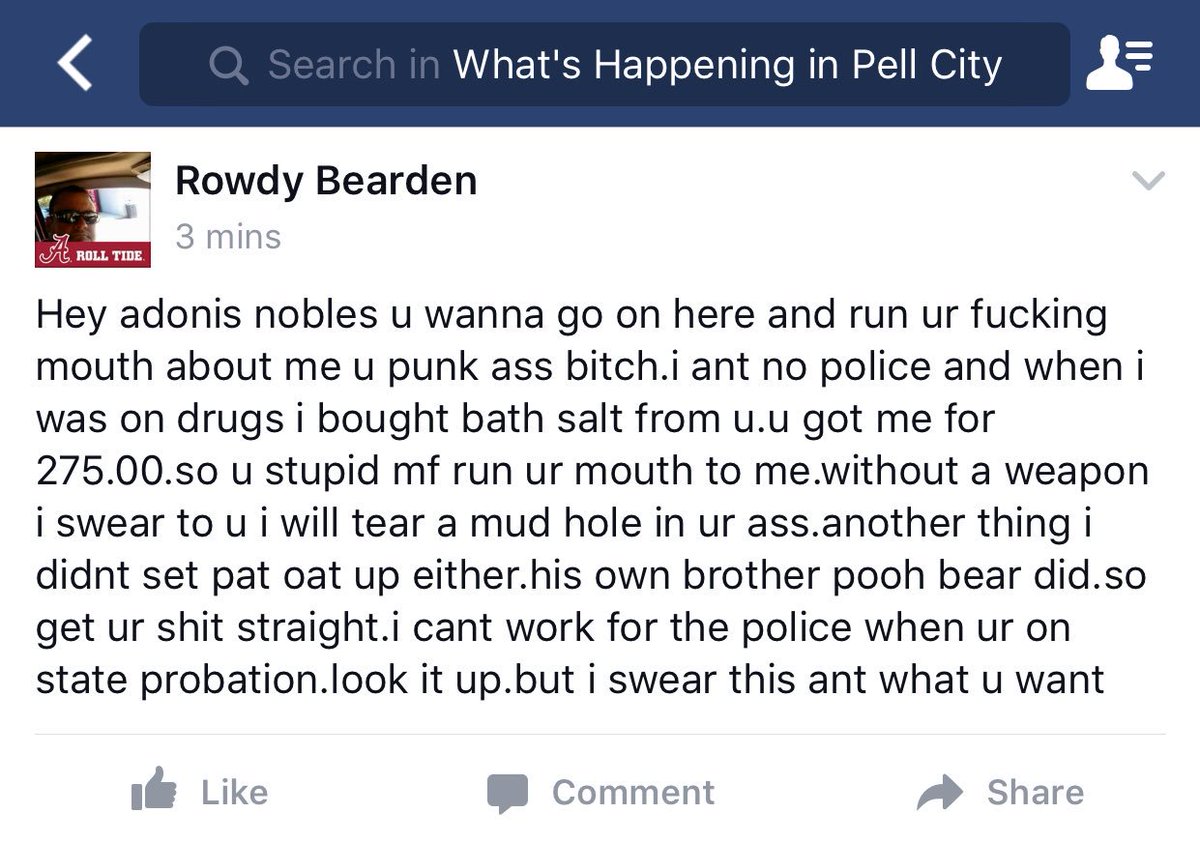 Search in What's Happening in Pell City
Rowdy Bearden
3 mins
A ROLL TIDE
Hey adonis nobles u wanna go on here and run ur fucking
mouth about me u punk ass bitch.i ant no police and when i
was on drugs i bought bath salt from u.u got me for
275.00.so u stupid mf run ur mouth to me.without a weapon
i swear to u i will tear a mud hole in ur ass.another thing i
didnt set pat oat up either.his own brother pooh bear did.so
get ur shit straight.i cant work for the police when ur on
state probation.look it up.but i swear this ant what u want
Like Comment Share